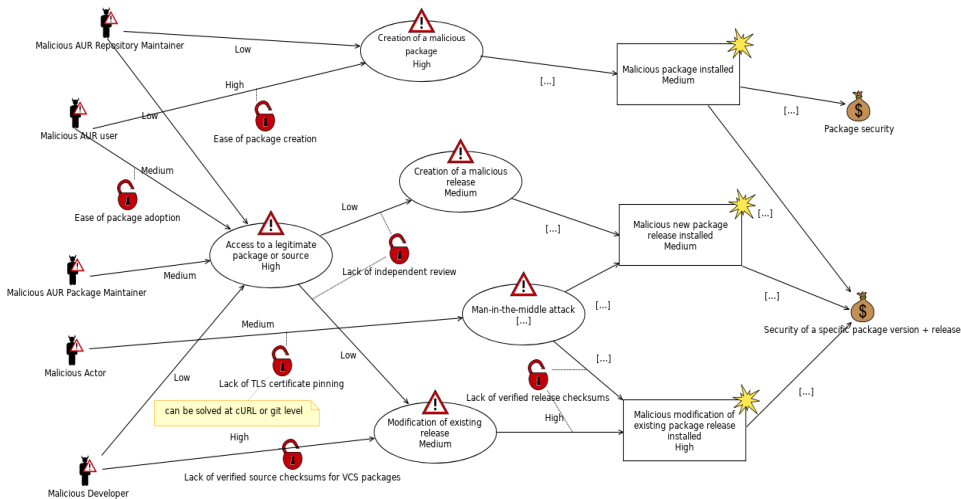 Malicious AUR Repository Maintainer
Low
Creation of a malicious
package
High
[...]
Malicious package installed
Medium
[...]
Package security
High
Malicious AUR user
Low
Ease of package creation
Medium
Ease of package adoption
Creation of a malicious
release
Medium
Low
[...]
Malicious new package
release installed
Medium
[...]
Access to a legitimate
package or source
High
Lack of independent review
Medium
Malicious AUR Package Maintainer
Man-in-the-middle attack
[...]
[...]
[...]
Security of a specific package version + release
Medium
Malicious Actor
Low
[...]
Lack of TLS certificate pinning
Low
Lack of verified release checksums
[...]
can be solved at cURL or git level
High
Modification of existing
release
Medium
High
Malicious modification of
existing package release
installed
High
Lack of verified source checksums for VCS packages
Malicious Developer